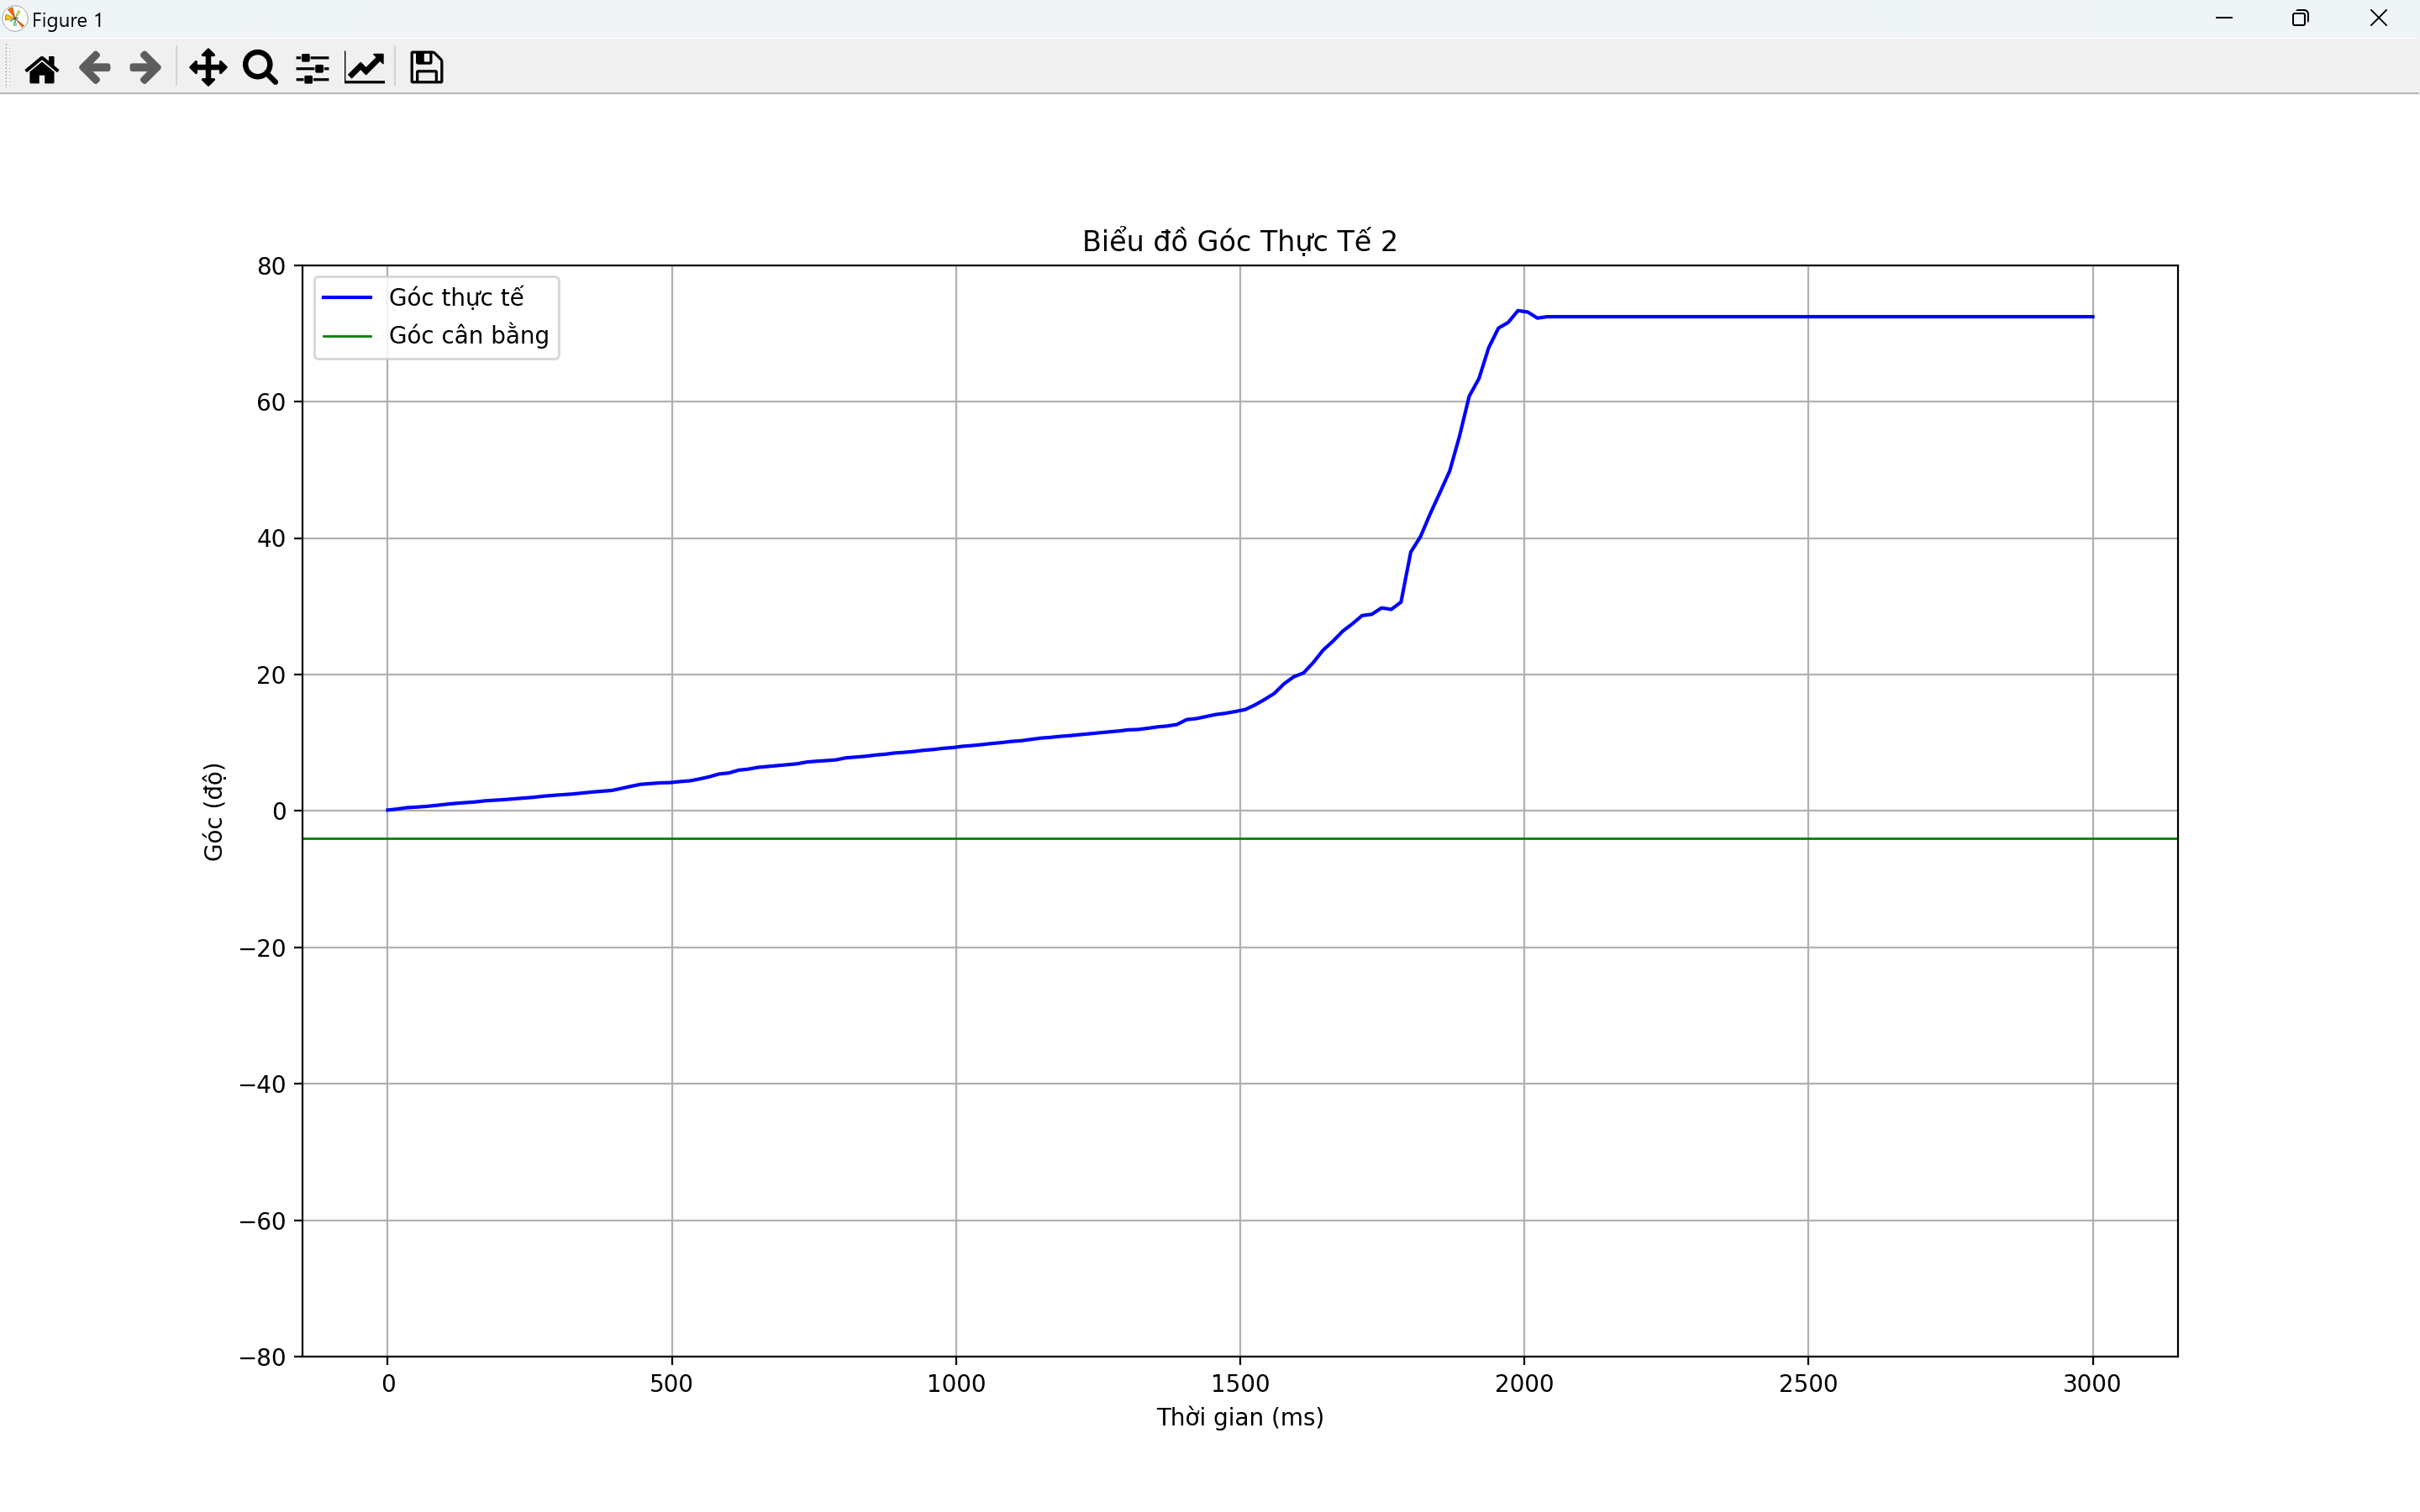 Figure 1
Biểu đồ Góc Thực Tế 2
Góc thực tế
Góc cân bằng
80
60
40
20
0
−20
−40
−60
−80
Góc (độ)
0 500 1000 1500 2000 2500 3000
Thời gian (ms)